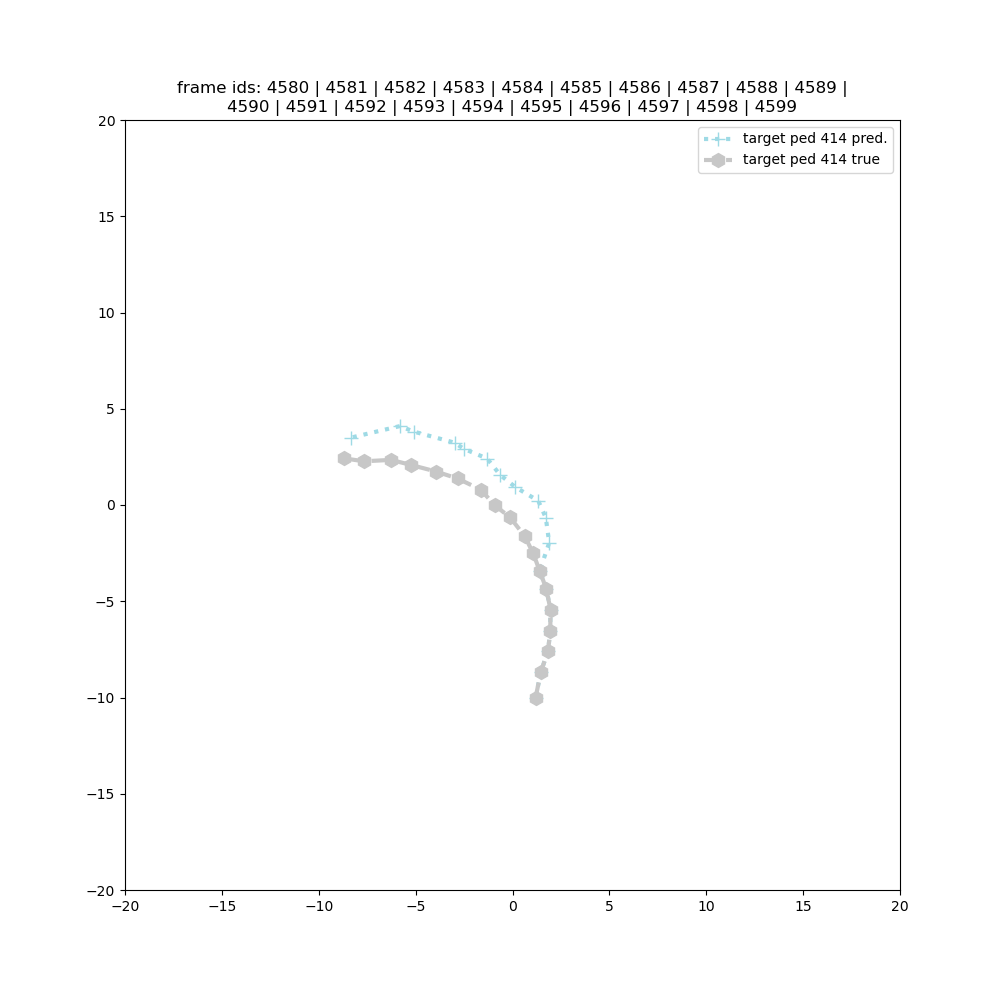 frame ids: 4580 | 4581 | 4582 | 4583 | 4584 | 4585 | 4586 | 4587 | 4588 | 4589 |
4590 | 4591 | 4592 | 4593 | 4594 | 4595 | 4596 | 4597 | 4598 | 4599
target ped 414 pred.
target ped 414 true
20
15
10
5
0
−5
−10
−15
−20
−20 −15 −10 −5 0 5 10 15 20